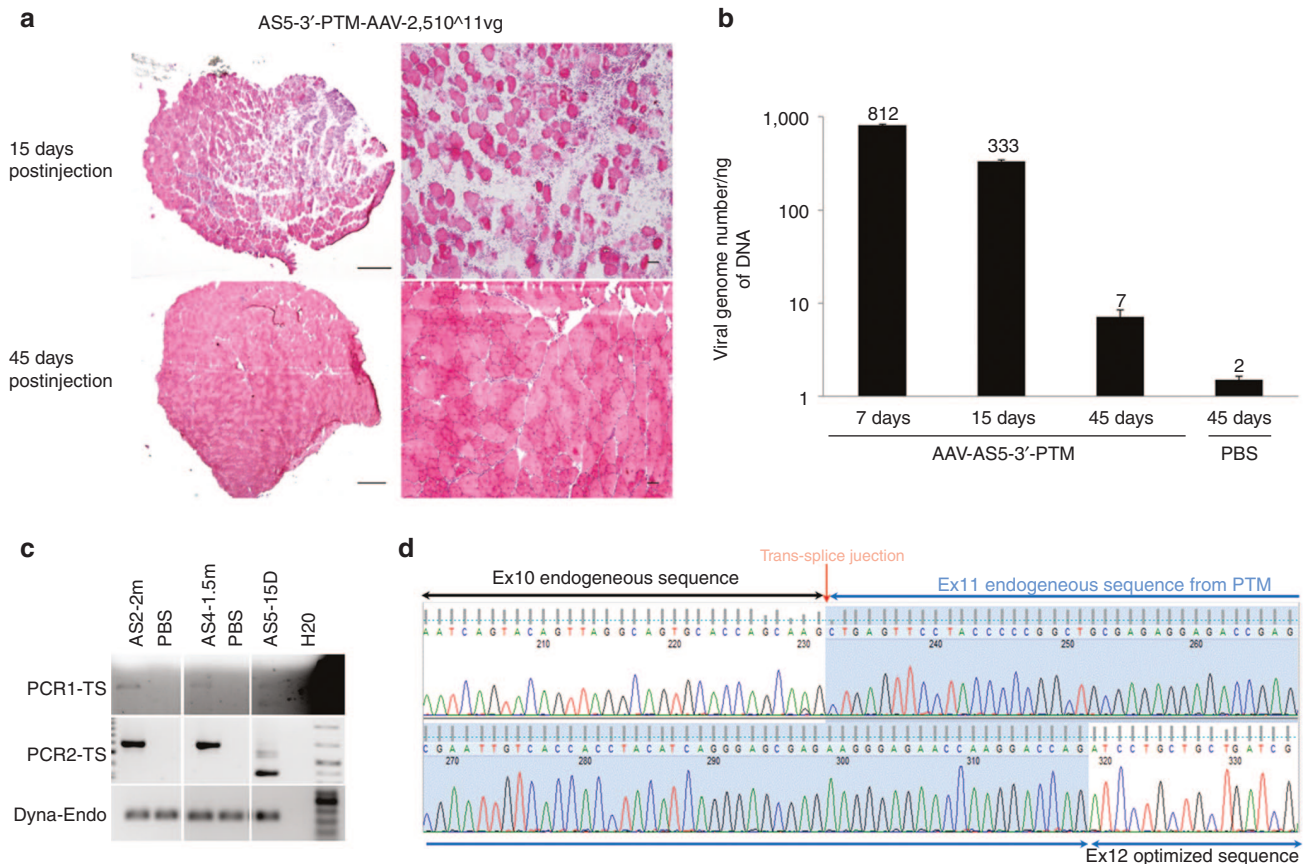 a
AS5-3′-PTM-AAV-2,510^11vg
15 days
postinjection
45 days
postinjection
b
Viral genome number/ng
of DNA
1,000
100
10
1
812
333
7
2
7 days
15 days
45 days
45 days
AAV-AS5-3′-PTM
PBS
c
AS2-2m
PBS
AS4-1.5m
PBS
AS5-15D
H20
PCR1-TS
PCR2-TS
Dyna-Endo
d
Trans-splice juection
Ex10 endogeneous sequence
Ex11 endogeneous sequence from PTM
A A T C A G T A C A G T T A G G C A G T G C A C C A G C A A G C T G A G T T C C T A C C C C C G G C T G C G A G A G G A G A C C G A G
210 220 230 240 250 260
C G A A T T G T C A C C A C C T A C A T C A G G G A G C G A G A A G G G A G A A C C A A G G A C C A G A T C C T G C T G C T G A T C G
270 280 290 300 310 320 330
Ex12 optimized sequence